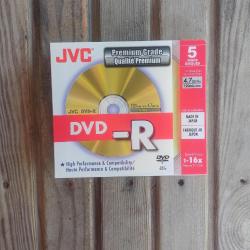 JVC
Premium Grade
Qualité Premium
5
4.7
120min
JVC DVD-R
DVD -R
MADE IN
JAPAN
FABRIQUÉ AU
JAPON
1-16x
★ High Performance & Compatibility/
Haute Performance & Compatibilité
DVD